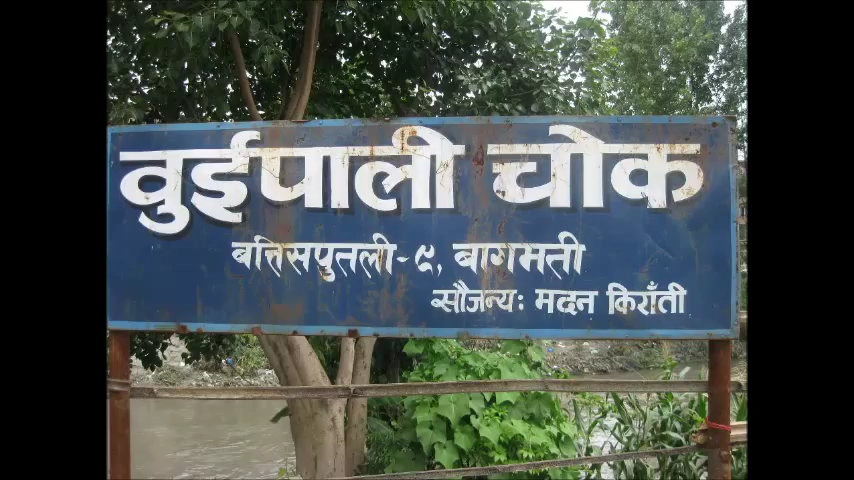 वुईपाली चोक
बत्तिसपुतली-९, बागमती
सौजन्यः मदन किराँती